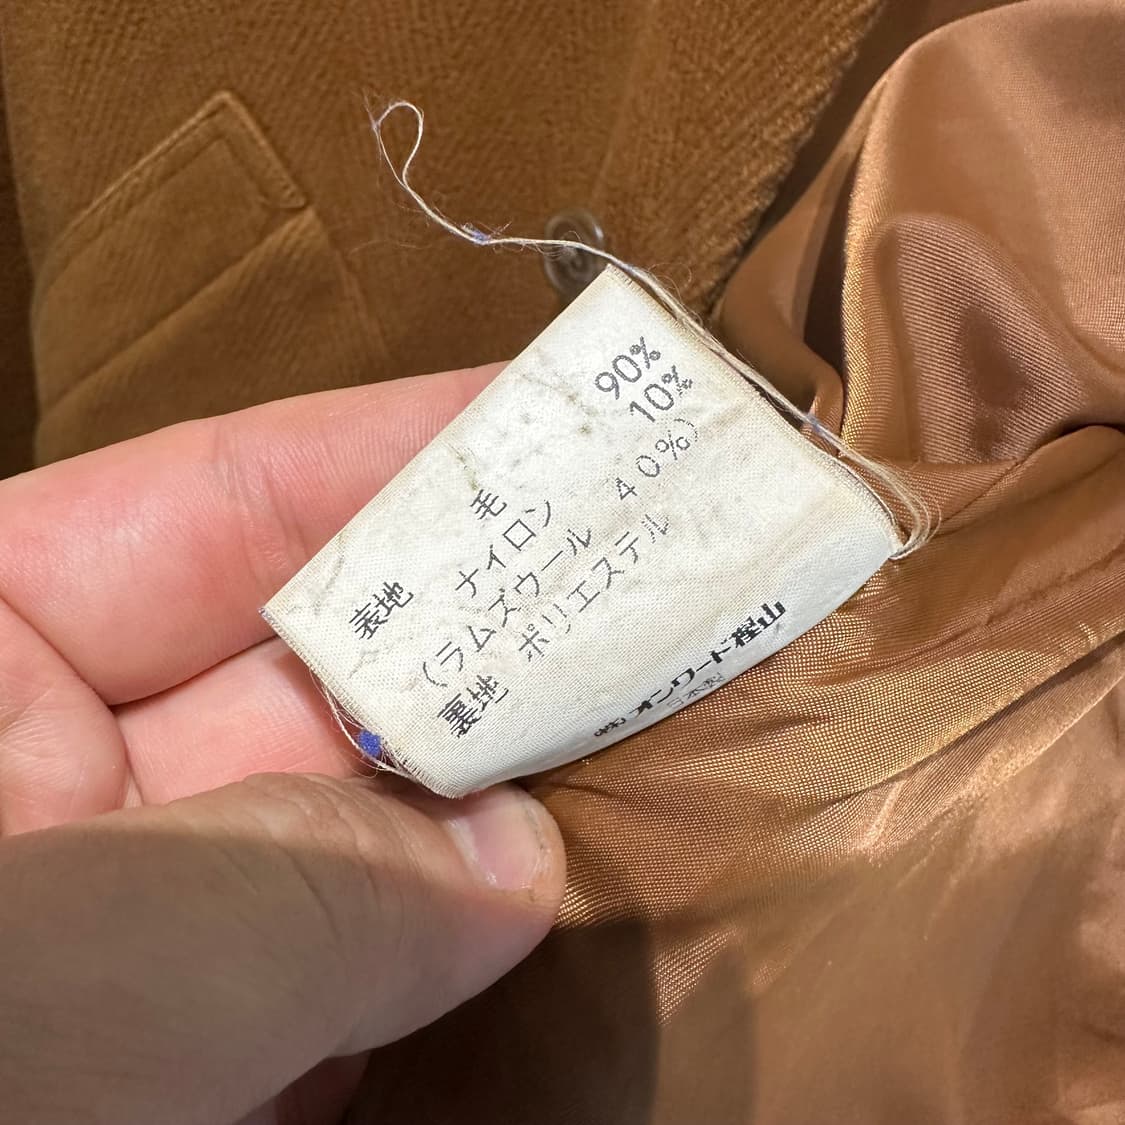 表地 毛 90%
ナイロン 10%
(ラムズウール 40%)
裏地 ポリエステル
㈱オンワード樫山
日本製